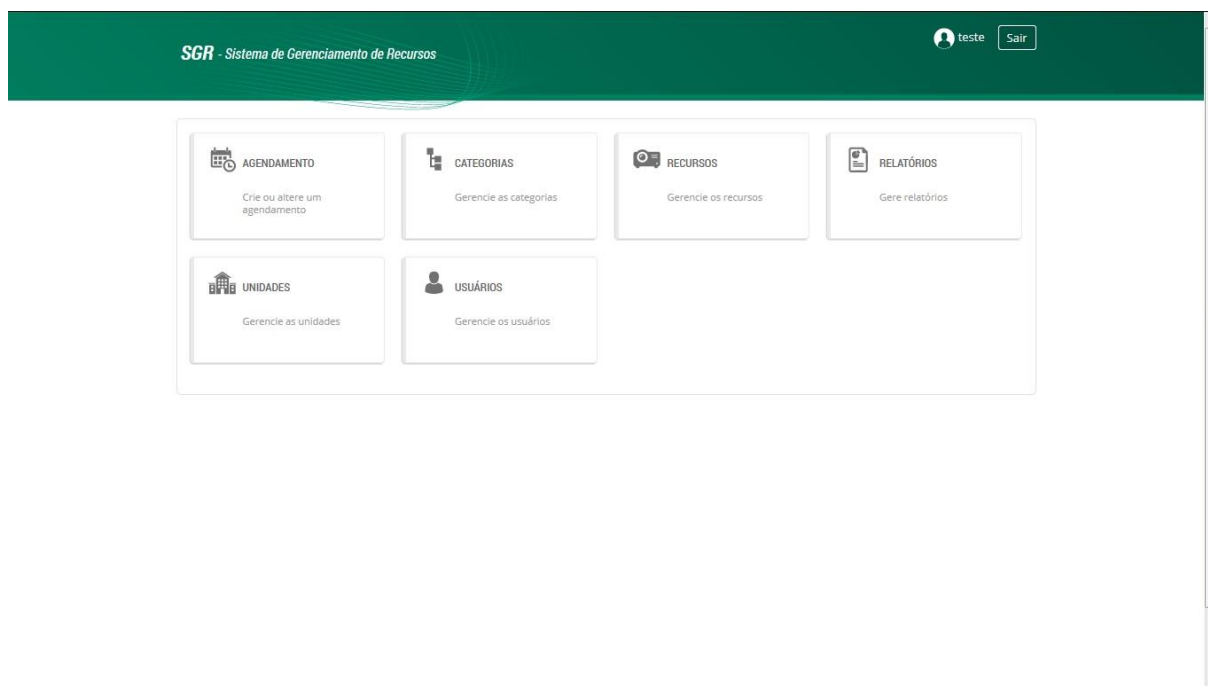 SGR - Sistema de Gerenciamento de Recursos
teste
Sair
AGENDAMENTO
Crie ou altere um
agendamento
CATEGORIAS
Gerencie as categorias
RECURSOS
Gerencie os recursos
RELATÓRIOS
Gere relatórios
UNIDADES
Gerencie as unidades
USUÁRIOS
Gerencie os usuários